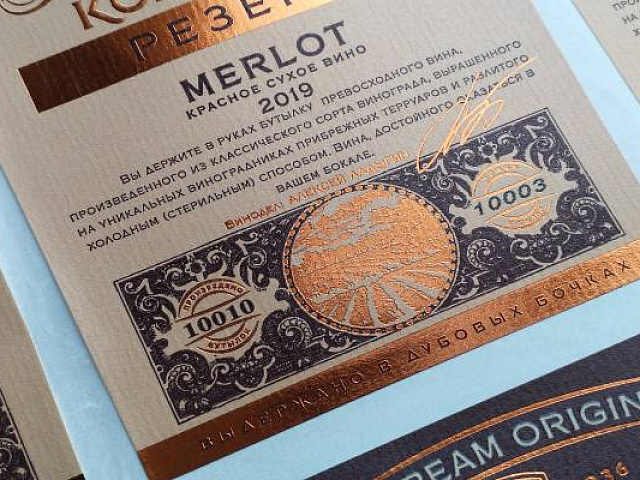 РЕЗЕ
MERLOT
КРАСНОЕ СУХОЕ ВИНО
2019
ВЫ ДЕРЖИТЕ В РУКАХ БУТЫЛКУ ПРЕВОСХОДНОГО ВИНА,
ПРОИЗВЕДЕННОГО ИЗ КЛАССИЧЕСКОГО СОРТА ВИНОГРАДА, ВЫРАЩЕННОГО
НА УНИКАЛЬНЫХ ВИНОГРАДНИКАХ ПРИБРЕЖНЫХ ТЕРРУАРОВ И РАЗЛИТОГО
ХОЛОДНЫМ (СТЕРИЛЬНЫМ) СПОСОБОМ. ВИНА, ДОСТОЙНОГО ОКАЗАТЬСЯ В
ВАШЕМ БОКАЛЕ.
ВИНОДЕЛ: АЛЕКСЕЙ
10003
ПРОИЗВЕДЕНО
10010
БУТЫЛОК
ВЫДЕРЖАНО В ДУБОВЫХ БОЧКАХ
REAM ORIGIN